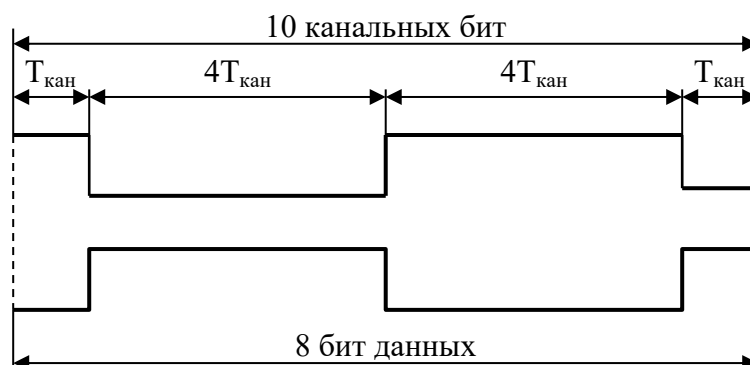 10 канальных бит
Tкан 4Tкан 4Tкан Tкан
8 бит данных